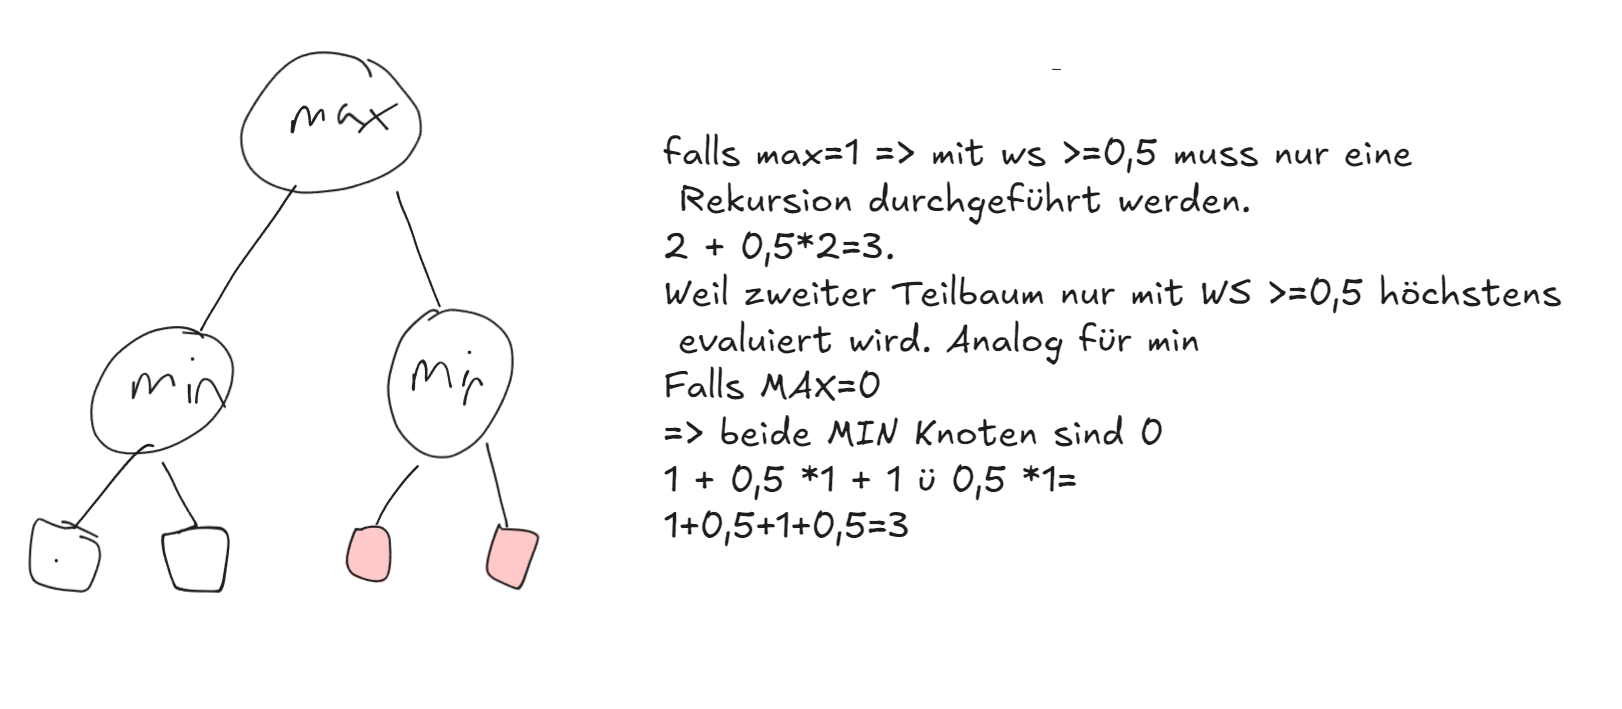 max
min
min
falls max=1 => mit ws >=0,5 muss nur eine
Rekursion durchgeführt werden.
2 + 0,5*2=3.
Weil zweiter Teilbaum nur mit WS >=0,5 höchstens
evaluiert wird. Analog für min
Falls MAX=0
=> beide MIN Knoten sind 0
1 + 0,5 *1 + 1 ü 0,5 *1=
1+0,5+1+0,5=3